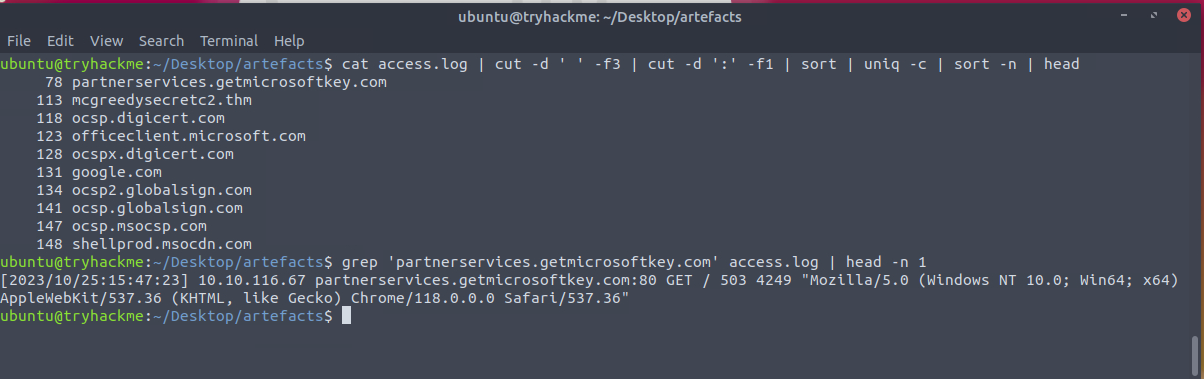 ubuntu@tryhackme: ~/Desktop/artefacts
File Edit View Search Terminal Help
ubuntu@tryhackme:~/Desktop/artefacts$ cat access.log | cut -d ' ' -f3 | cut -d ':' -f1 | sort | uniq -c | sort -n | head
78 partnerservices.getmicrosoftkey.com
113 mcgreedysecretc2.thm
118 ocsp.digicert.com
123 officeclient.microsoft.com
128 ocspx.digicert.com
131 google.com
134 ocsp2.globalsign.com
141 ocsp.globalsign.com
147 ocsp.msocsp.com
148 shellprod.msocdn.com
ubuntu@tryhackme:~/Desktop/artefacts$ grep 'partnerservices.getmicrosoftkey.com' access.log | head -n 1
[2023/10/25:15:47:23] 10.10.116.67 partnerservices.getmicrosoftkey.com:80 GET / 503 4249 "Mozilla/5.0 (Windows NT 10.0; Win64; x64)
AppleWebKit/537.36 (KHTML, like Gecko) Chrome/118.0.0.0 Safari/537.36"
ubuntu@tryhackme:~/Desktop/artefacts$